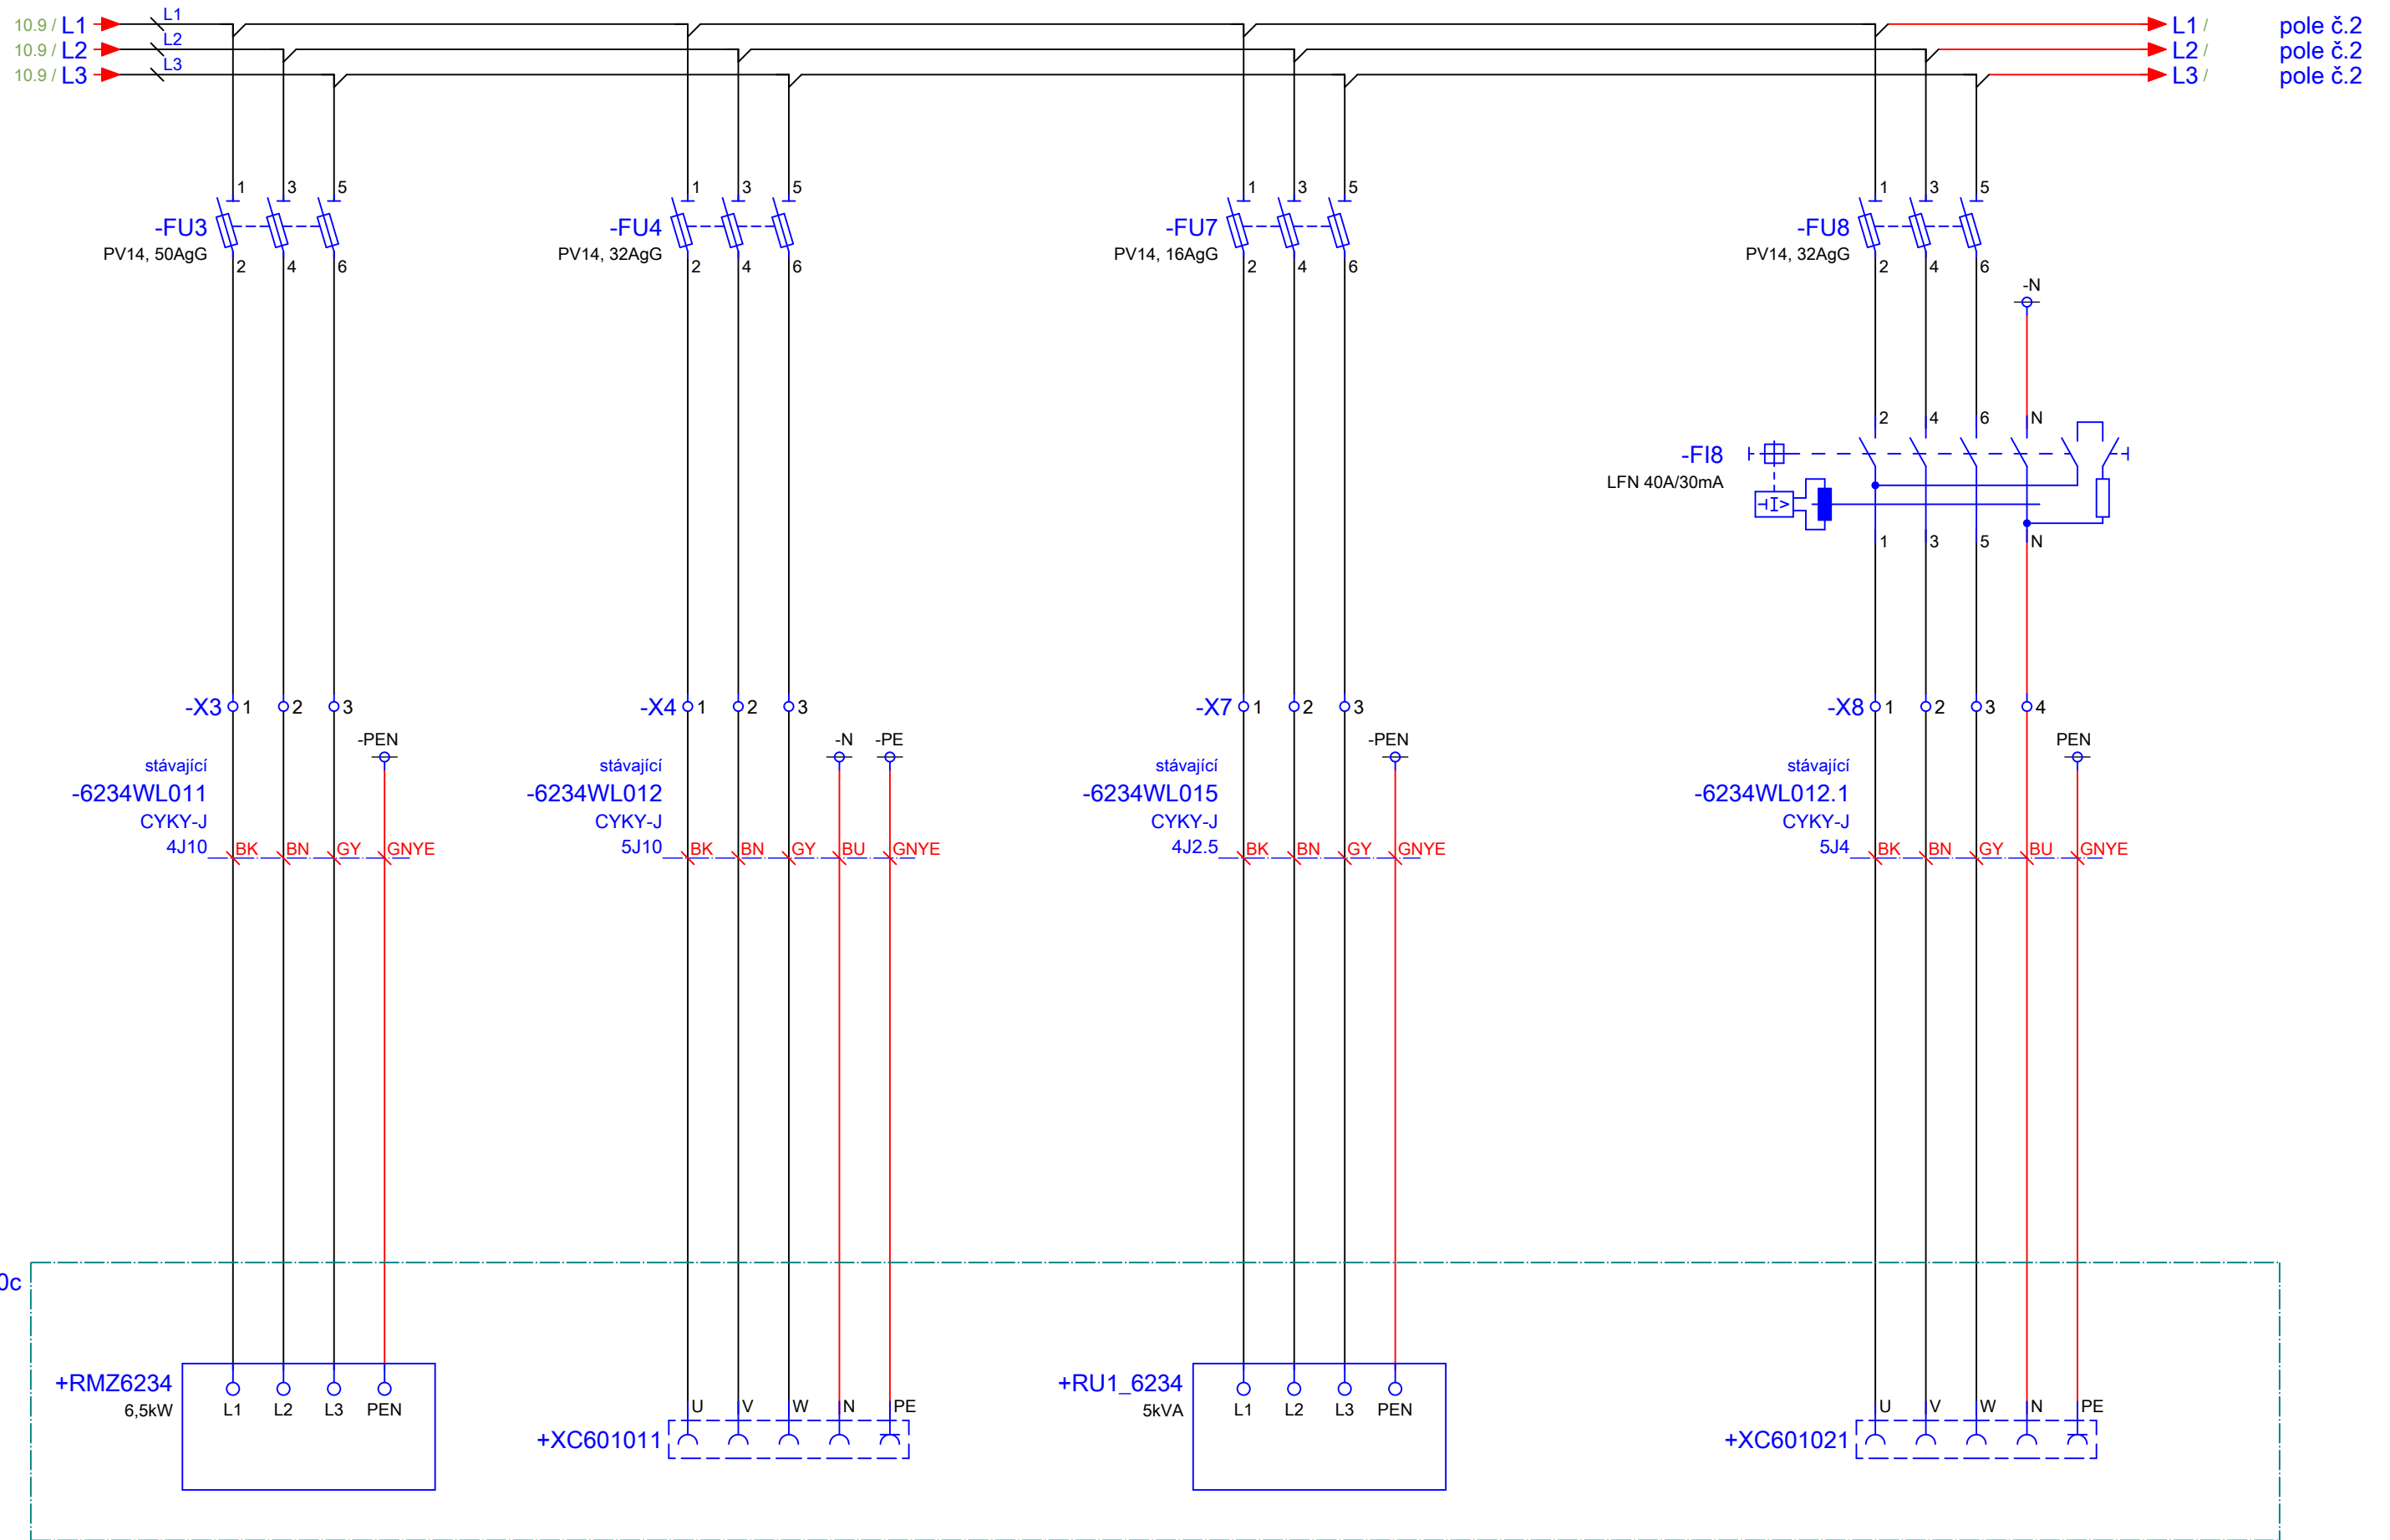 10.9 / L1 L1 L1 / pole č.2
10.9 / L2 L2 L2 / pole č.2
10.9 / L3 L3 L3 / pole č.2
1 3 5 1 3 5 1 3 5 1 3 5
-FU3 -FU4 -FU7 -FU8
PV14, 50AgG PV14, 32AgG PV14, 16AgG PV14, 32AgG
2 4 6 2 4 6 2 4 6 2 4 6
-N
2 4 6 N
-FI8
LFN 40A/30mA
I>
1 3 5 N
-X3 1 2 3 -X4 1 2 3 -X7 1 2 3 -X8 1 2 3 4
-PEN -N -PE -PEN PEN
stávající stávající stávající stávající
-6234WL011 -6234WL012 -6234WL015 -6234WL012.1
CYKY-J CYKY-J CYKY-J CYKY-J
4J10 BK BN GY GNYE 5J10 BK BN GY BU GNYE 4J2.5 BK BN GY GNYE 5J4 BK BN GY BU GNYE
0c
+RMZ6234 +RU1_6234
6,5kW L1 L2 L3 PEN U V W N PE 5kVA L1 L2 L3 PEN U V W N PE
+XC601011 +XC601021